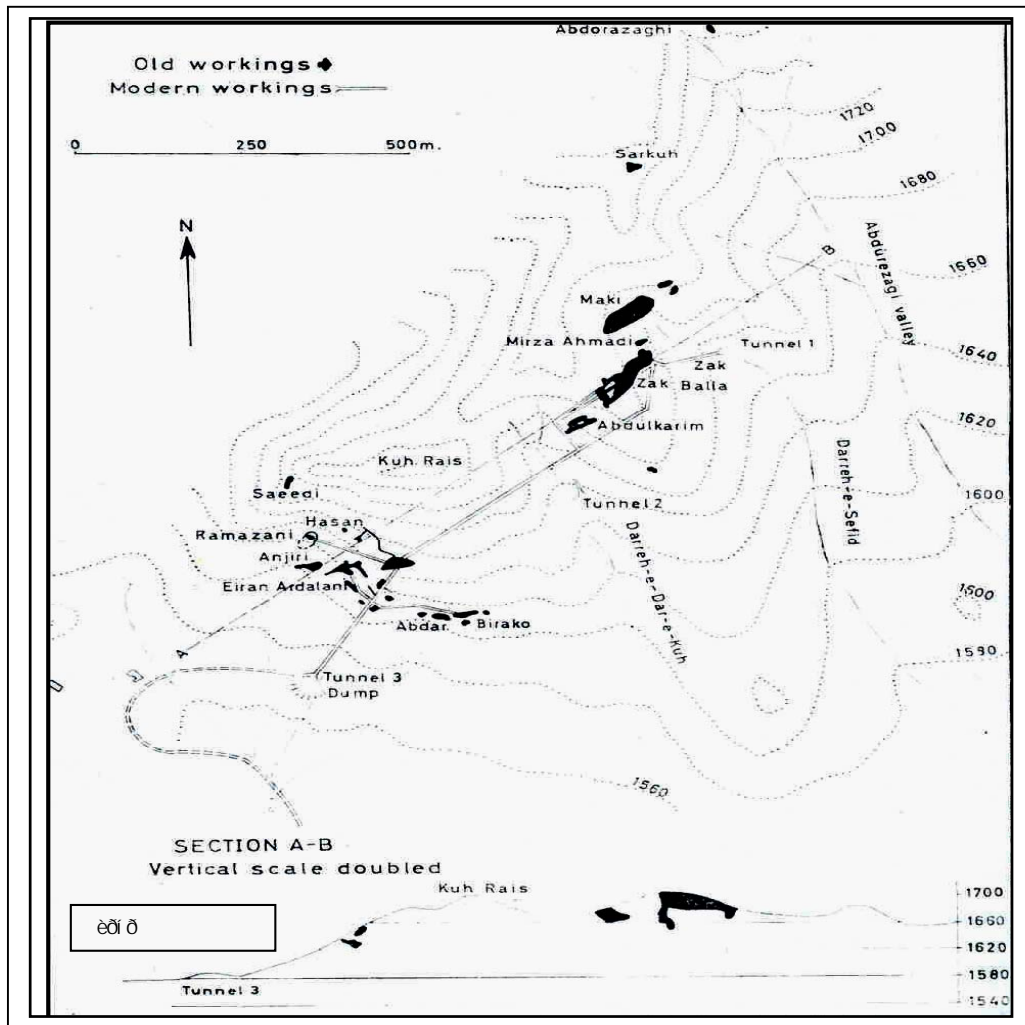 Abdorazaghi
Old workings
Modern workings
0 250 500m.
N
Sarkuh
1720
1700
1680
1660
1640
1620
1600
1500
1590
1560
Abdurezagi valley
B
Maki
Mirza Ahmadi
Tunnel 1
Zak
Zak Balla
Abdulkarim
Kuh Rais
Saeedi
Tunnel 2
Darreh-e-Sefid
Darreh-e-Dar-e-Kuh
Hasan
Ramazani
Anjiri
Eiran Ardalan
Abdar
Birako
A
Tunnel 3
Dump
SECTION A-B
Vertical scale doubled
Kuh Rais
1700
1660
1620
1580
1540
Tunnel 3
èðí ð